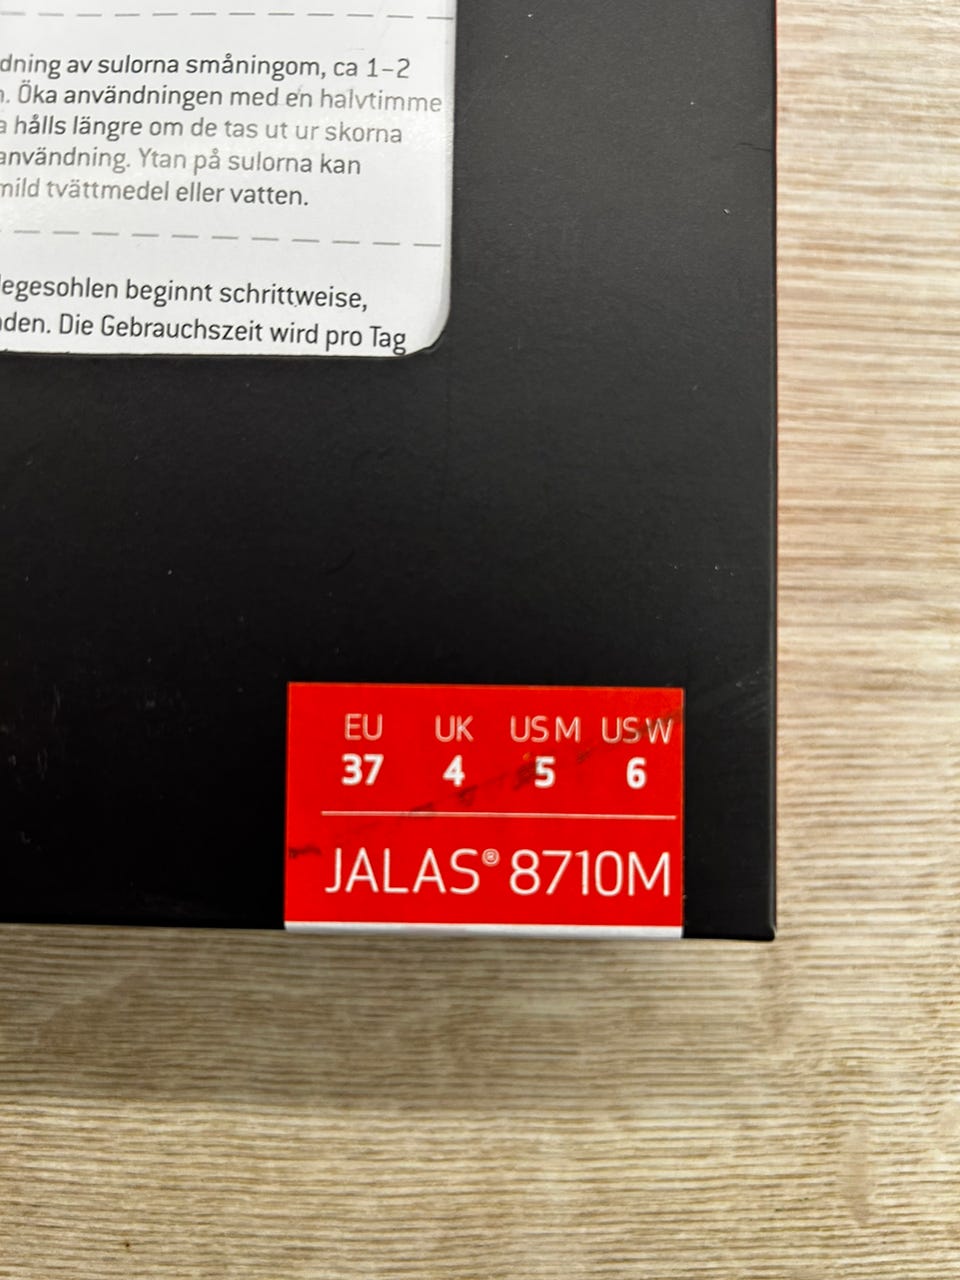 dning av sulorna småningom, ca 1–2
. Öka användningen med en halvtimme
hålls längre om de tas ut ur skorna
användning. Ytan på sulorna kan
mild tvättmedel eller vatten.
egesohlen beginnt schrittweise,
den. Die Gebrauchszeit wird pro Tag
EU UK US M US W
37 4 5 6
JALAS® 8710M